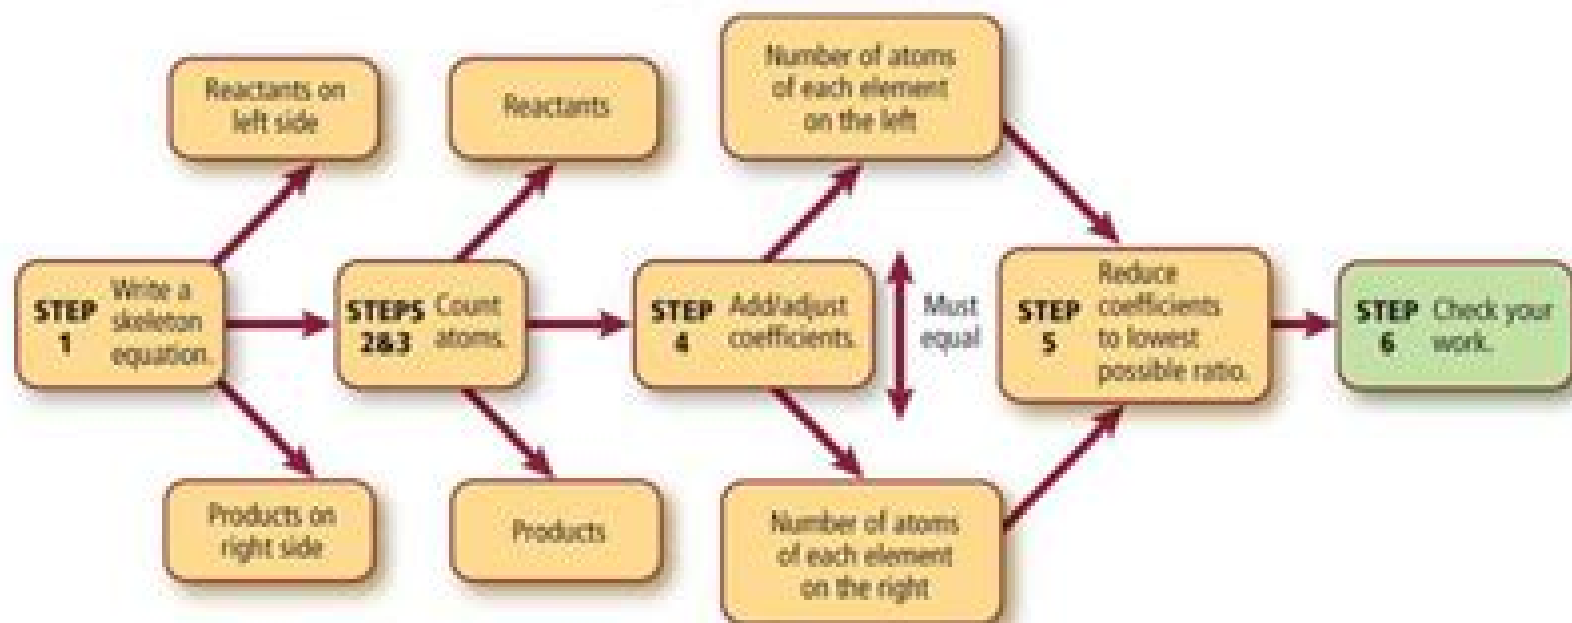 Reactants on
left side
Reactants
Number of atoms
of each element
on the left
STEP
1
Write a
skeleton
equation.
STEPS
2&3
Count
atoms.
STEP
4
Add/adjust
coefficients.
Must
equal
STEP
5
Reduce
coefficients
to lowest
possible ratio.
STEP
6
Check your
work.
Products on
right side
Products
Number of atoms
of each element
on the right